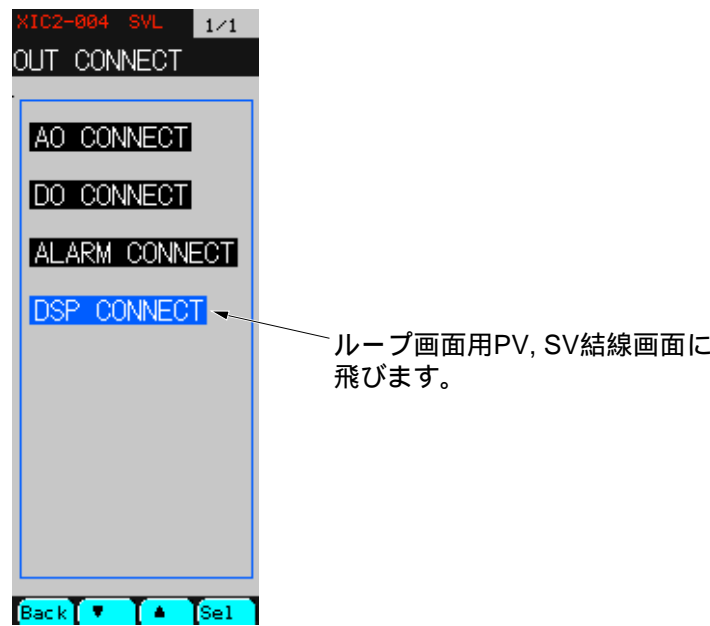 XIC2-004 SVL 1/1
OUT CONNECT
AO CONNECT
DO CONNECT
ALARM CONNECT
DSP CONNECT
ループ画面用PV, SV結線画面に
飛びます。
Back ▼ ▲ Sel